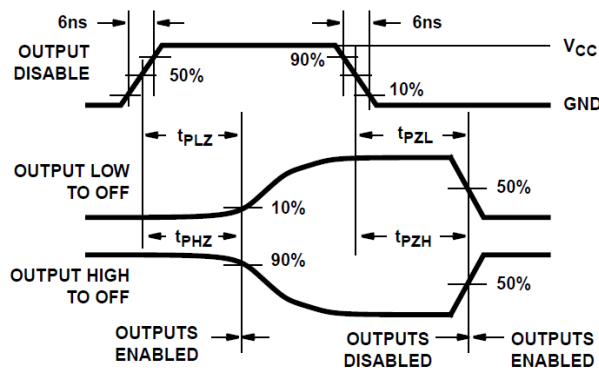 6ns
6ns
OUTPUT
DISABLE
50%
90%
10%
VCC
GND
tPLZ
tPZL
OUTPUT LOW
TO OFF
10%
50%
tPHZ
tPZH
OUTPUT HIGH
TO OFF
90%
50%
OUTPUTS
ENABLED
OUTPUTS
DISABLED
OUTPUTS
ENABLED